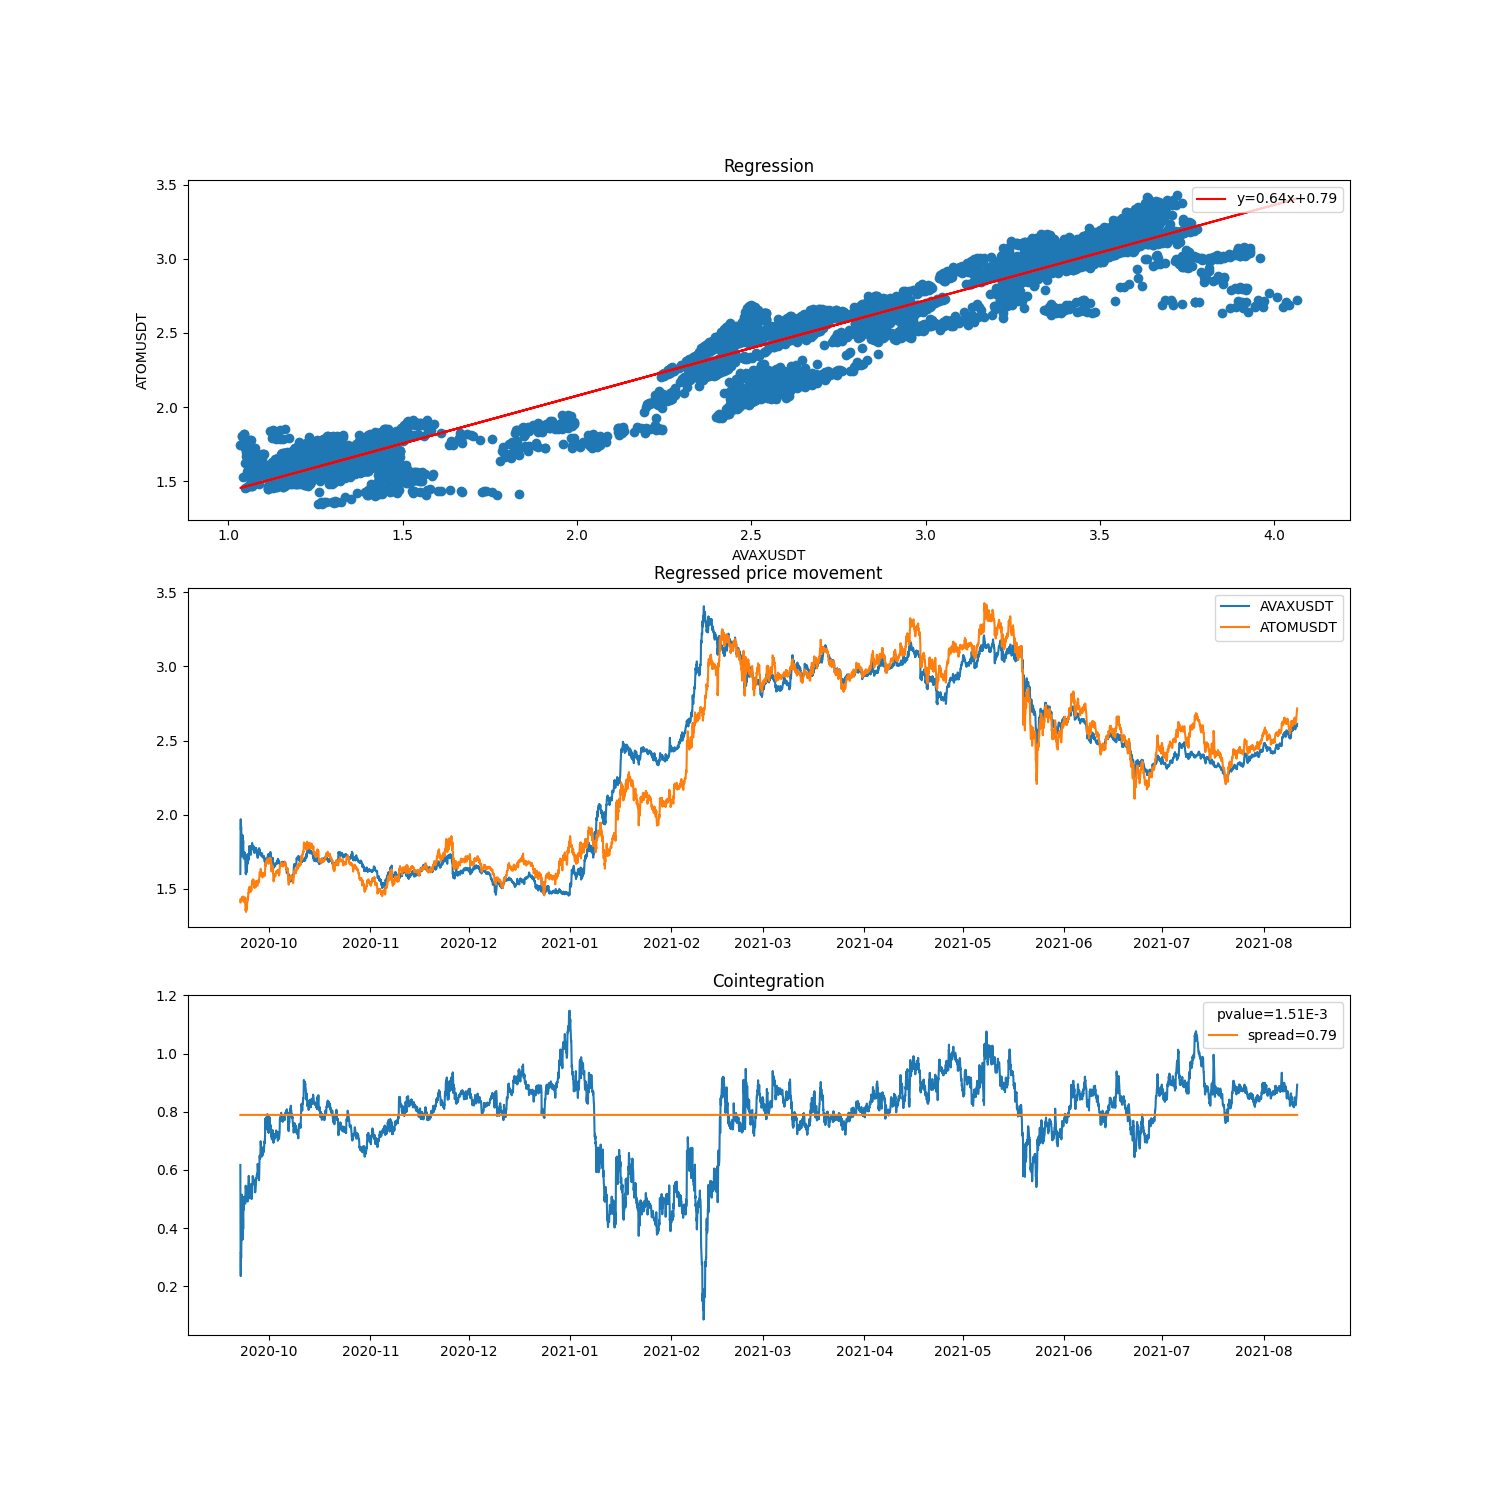 Regression
3.5
3.0
2.5
2.0
1.5
ATOMUSDT
y=0.64x+0.79
1.0 1.5 2.0 2.5 3.0 3.5 4.0
AVAXUSDT
Regressed price movement
3.5
3.0
2.5
2.0
1.5
AVAXUSDT
ATOMUSDT
2020-10 2020-11 2020-12 2021-01 2021-02 2021-03 2021-04 2021-05 2021-06 2021-07 2021-08
Cointegration
1.2
1.0
0.8
0.6
0.4
0.2
pvalue=1.51E-3
spread=0.79
2020-10 2020-11 2020-12 2021-01 2021-02 2021-03 2021-04 2021-05 2021-06 2021-07 2021-08